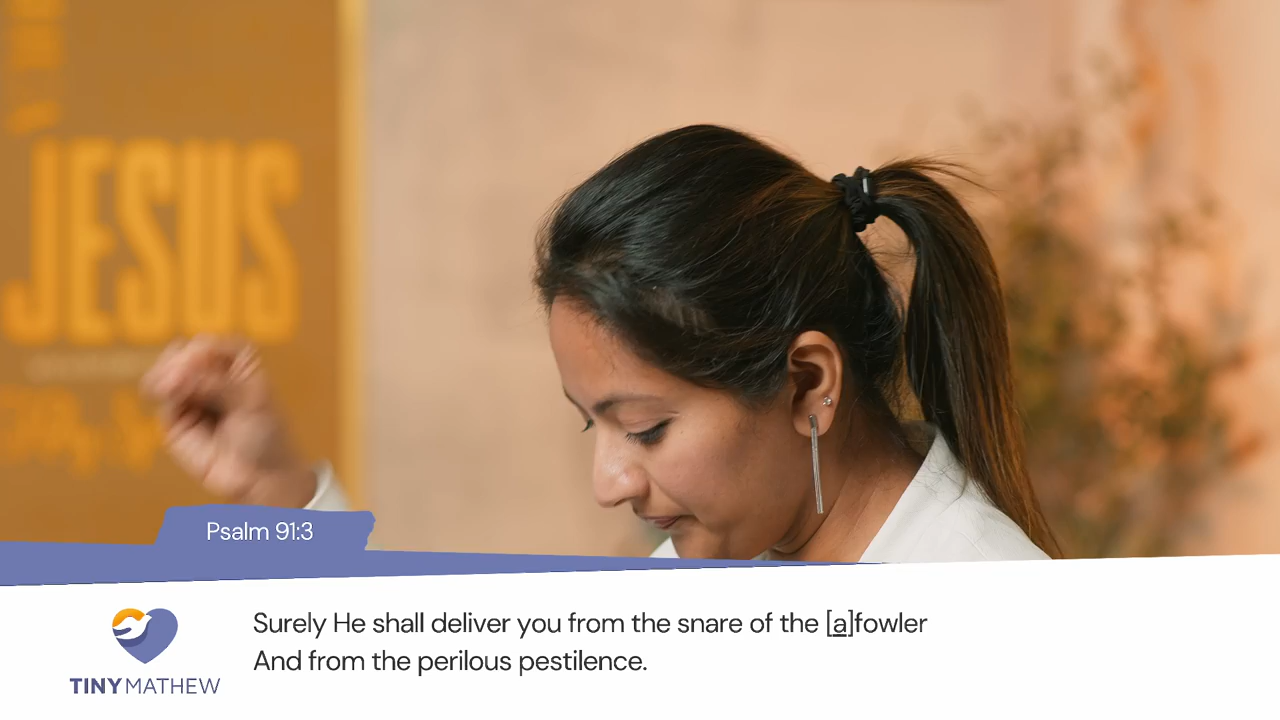 JESUS
Psalm 91:3
Surely He shall deliver you from the snare of the [a]fowler
And from the perilous pestilence.
TINY MATHEW